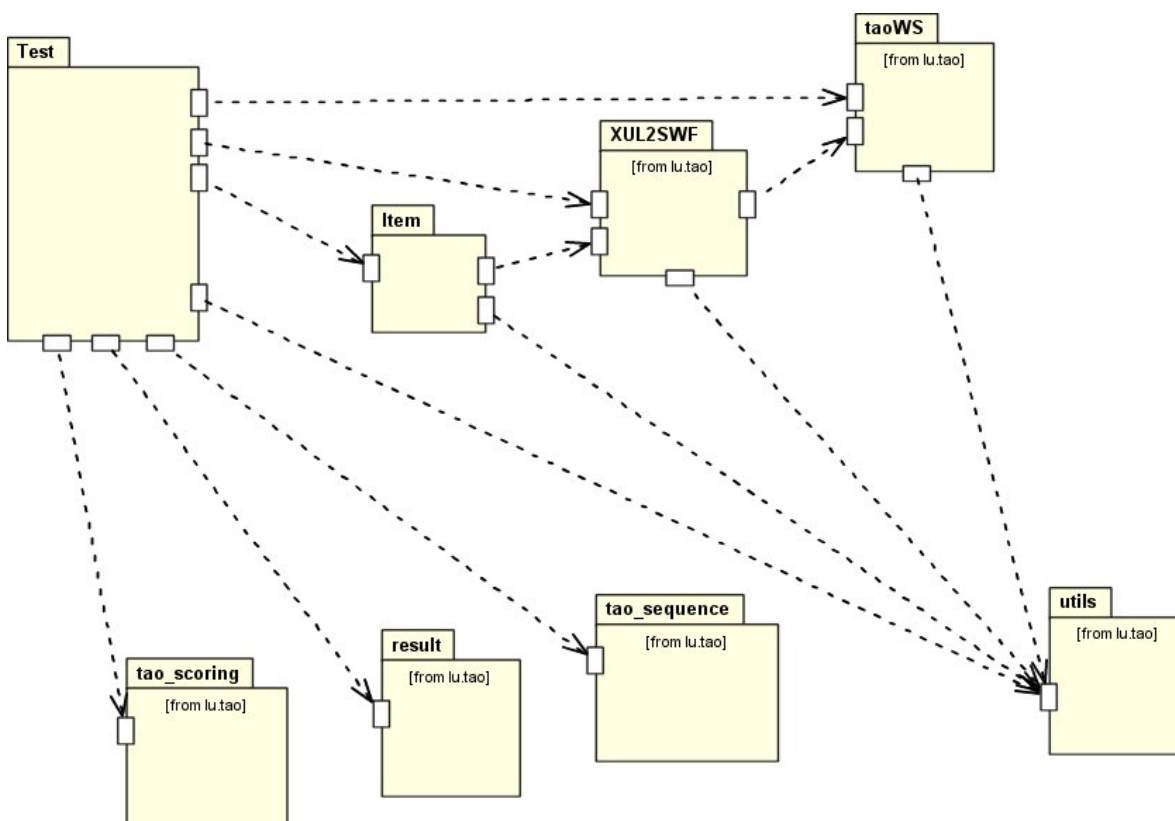 taoWS
[from lu.tao]
Test
XUL2SWF
[from lu.tao]
Item
utils
[from lu.tao]
tao_sequence
[from lu.tao]
result
[from lu.tao]
tao_scoring
[from lu.tao]